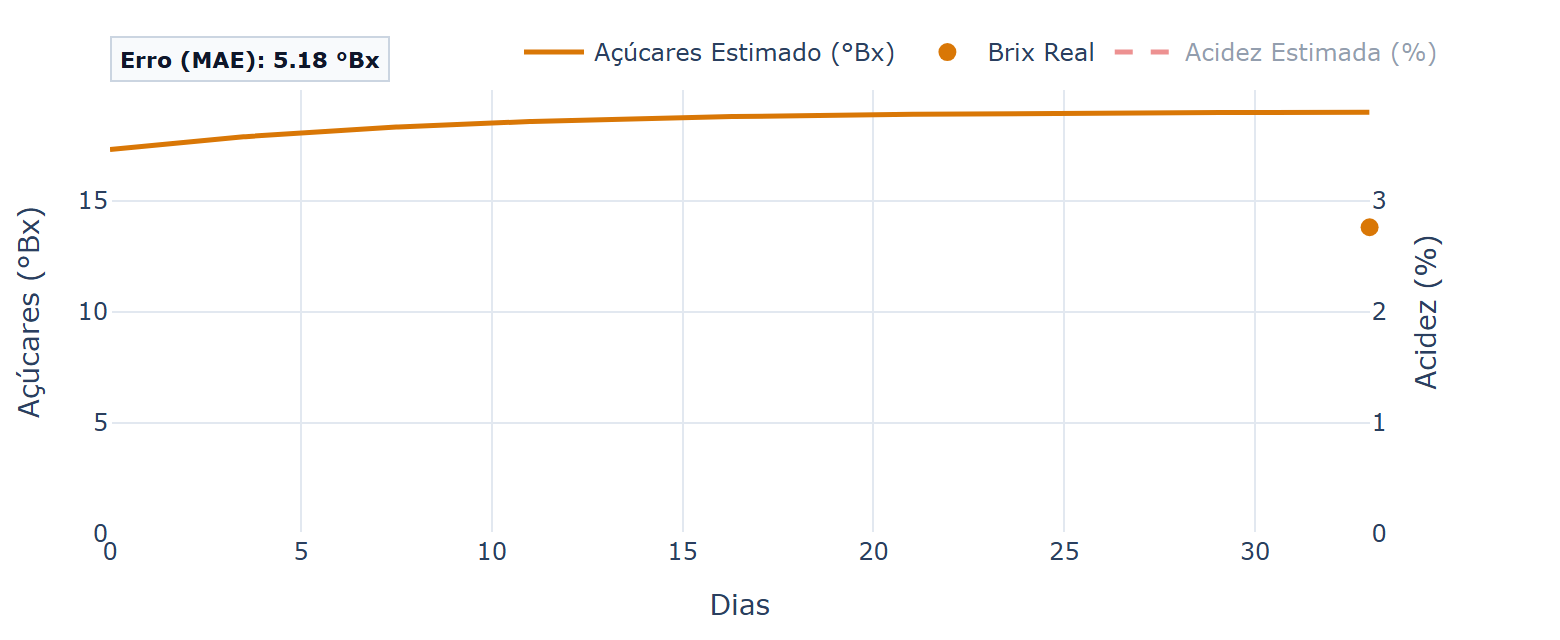 Erro (MAE): 5.18 °Bx
Açúcares Estimado (°Bx)
Brix Real
Acidez Estimada (%)
Açúcares (°Bx)
15
10
5
0
3
2
1
0
Acidez (%)
0 5 10 15 20 25 30
Dias